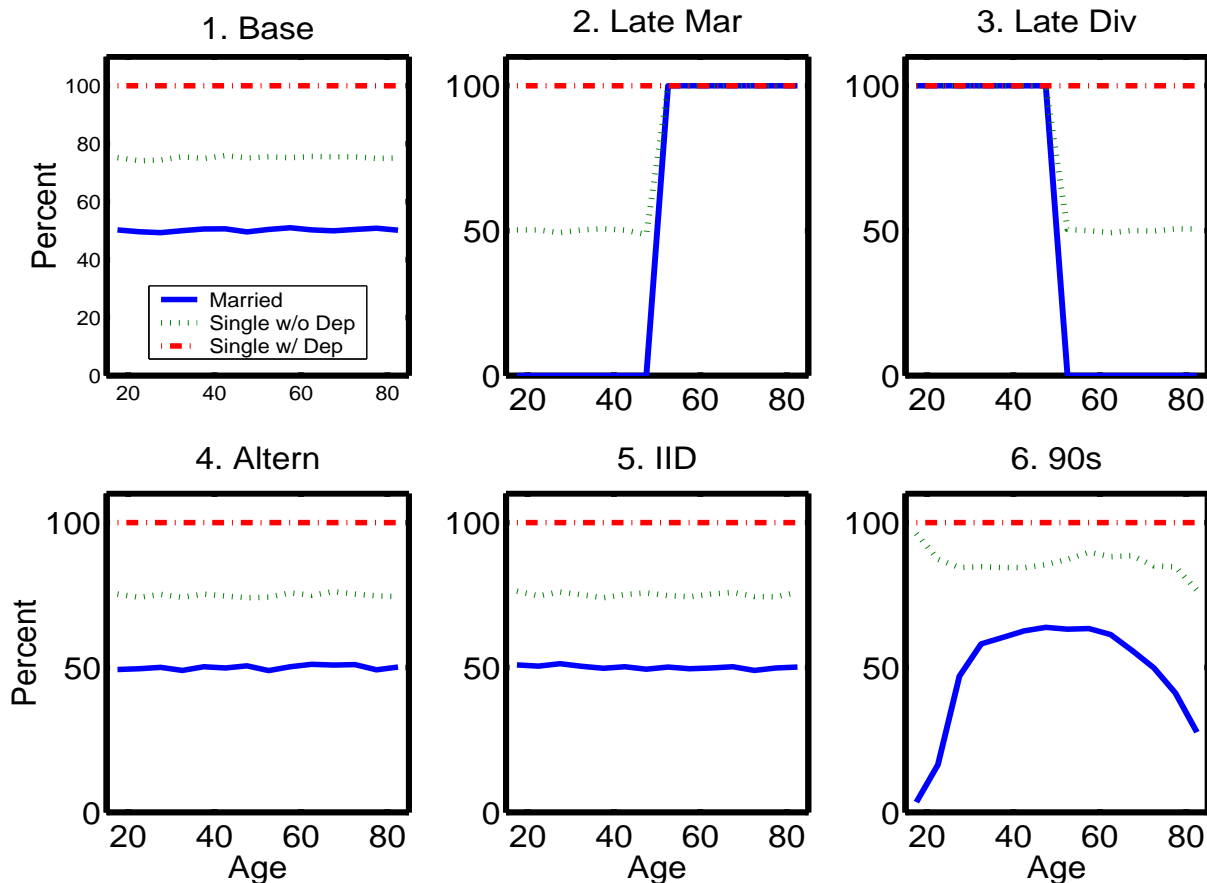 1. Base
100
80
60
40
20
0
Percent
Married
Single w/o Dep
Single w/ Dep
20 40 60 80
2. Late Mar
100
50
0
20 40 60 80
3. Late Div
100
50
0
20 40 60 80
4. Altern
100
50
0
Percent
20 40 60 80
Age
5. IID
100
50
0
20 40 60 80
Age
6. 90s
100
50
0
20 40 60 80
Age